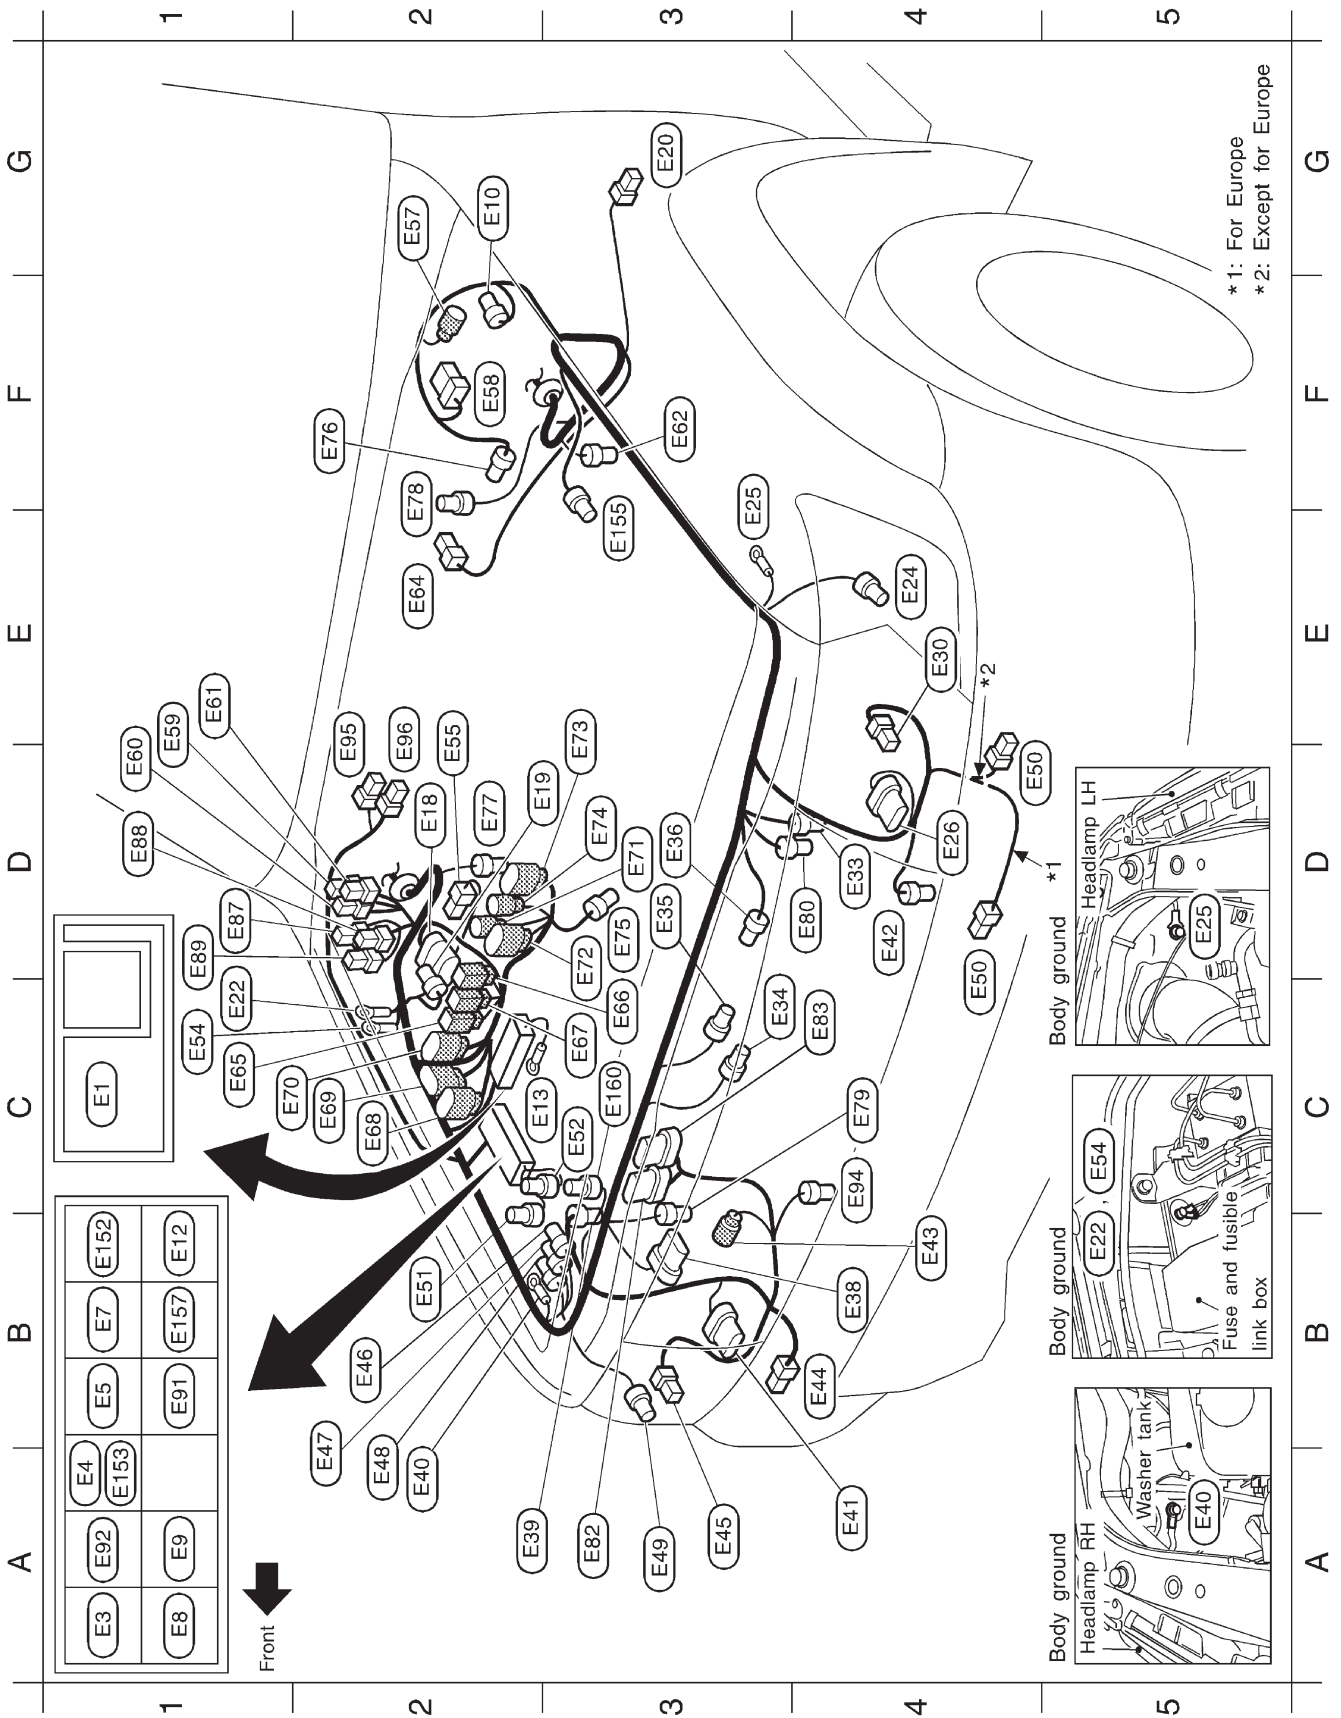 1
2
3
4
5
G
F
E
D
C
B
A
E1
E3
E92
E4
E153
E5
E7
E152
E8
E9
E91
E157
E12
Front
E57
E10
E20
E76
E58
E78
E62
E64
E155
E25
E24
E30
*2
E50
*1
E50
E26
E33
E42
E80
E60
E59
E61
E95
E96
E55
E73
E88
E18
E77
E19
E74
E87
E71
E36
E89
E35
E75
E72
E22
E54
E65
E66
E67
E34
E83
E70
E69
E68
E13
E160
E52
E79
E94
E51
E43
E46
E38
E44
E47
E48
E40
E39
E82
E49
E45
E41
*1: For Europe
*2: Except for Europe
Body ground
Headlamp RH
Washer tank
E40
Body ground
E22 , E54
Fuse and fusible
link box
Body ground
Headlamp LH
E25
1
2
3
4
5
G
F
E
D
C
B
A